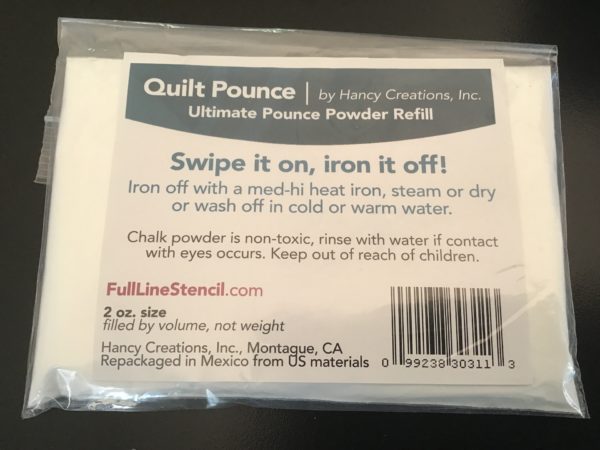 Quilt Pounce | by Hancy Creations, Inc.
Ultimate Pounce Powder Refill
Swipe it on, iron it off!
Iron off with a med-hi heat iron, steam or dry
or wash off in cold or warm water.
Chalk powder is non-toxic, rinse with water if contact
with eyes occurs. Keep out of reach of children.
FullLineStencil.com
2 oz. size
filled by volume, not weight
Hancy Creations, Inc., Montague, CA
Repackaged in Mexico from US materials
0 99238 30311 3